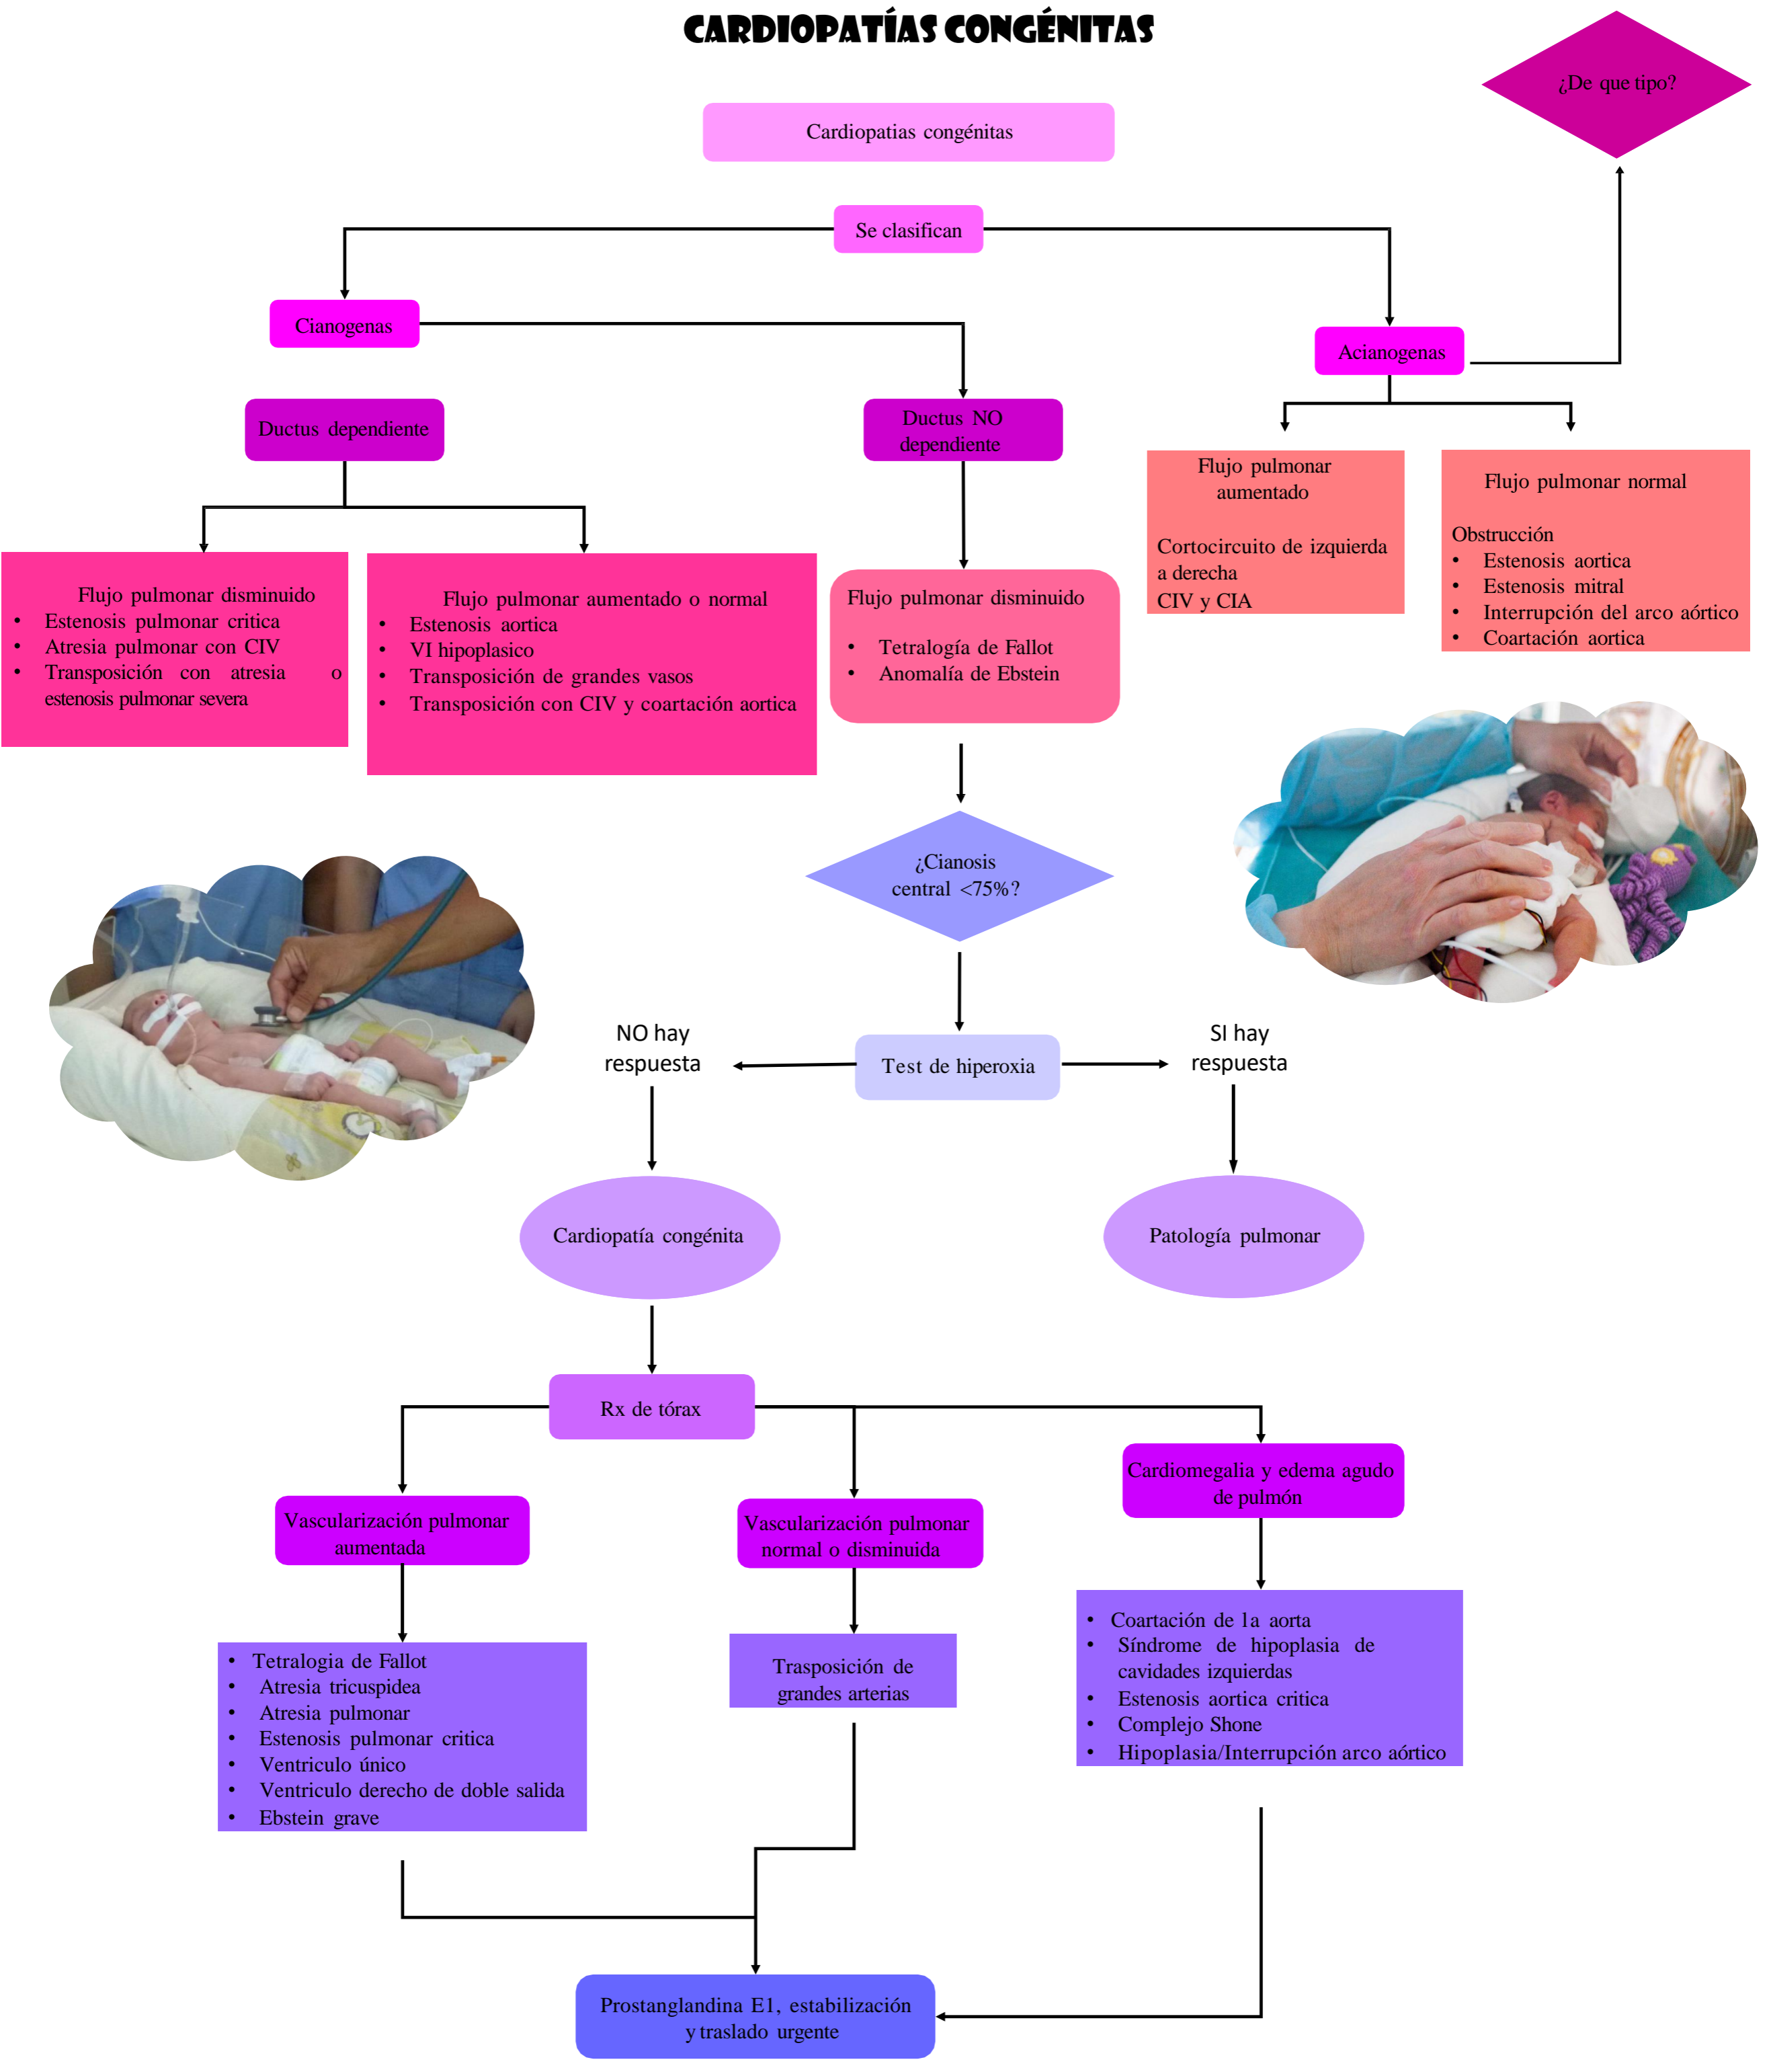 CARDIOPATÍAS CONGÉNITAS
¿De que tipo?
Cardiopatias congénitas
Se clasifican
Cianogenas
Acianogenas
Ductus dependiente
Ductus NO
dependiente
Flujo pulmonar
aumentado
Cortocircuito de izquierda
a derecha
CIV y CIA
Flujo pulmonar normal
Obstrucción
• Estenosis aortica
• Estenosis mitral
• Interrupción del arco aórtico
• Coartación aortica
Flujo pulmonar disminuido
• Estenosis pulmonar critica
• Atresia pulmonar con CIV
• Transposición con atresia o
estenosis pulmonar severa
Flujo pulmonar aumentado o normal
• Estenosis aortica
• VI hipoplasico
• Transposición de grandes vasos
• Transposición con CIV y coartación aortica
Flujo pulmonar disminuido
• Tetralogía de Fallot
• Anomalía de Ebstein
¿Cianosis
central <75%?
NO hay
respuesta
Test de hiperoxia
SI hay
respuesta
Cardiopatía congénita
Patología pulmonar
Rx de tórax
Vascularización pulmonar
aumentada
Vascularización pulmonar
normal o disminuida
Cardiomegalia y edema agudo
de pulmón
• Tetralogia de Fallot
• Atresia tricuspidea
• Atresia pulmonar
• Estenosis pulmonar critica
• Ventriculo único
• Ventriculo derecho de doble salida
• Ebstein grave
Trasposición de
grandes arterias
• Coartación de la aorta
• Síndrome de hipoplasia de
cavidades izquierdas
• Estenosis aortica critica
• Complejo Shone
• Hipoplasia/Interrupción arco aórtico
Prostanglandina E1, estabilización
y traslado urgente